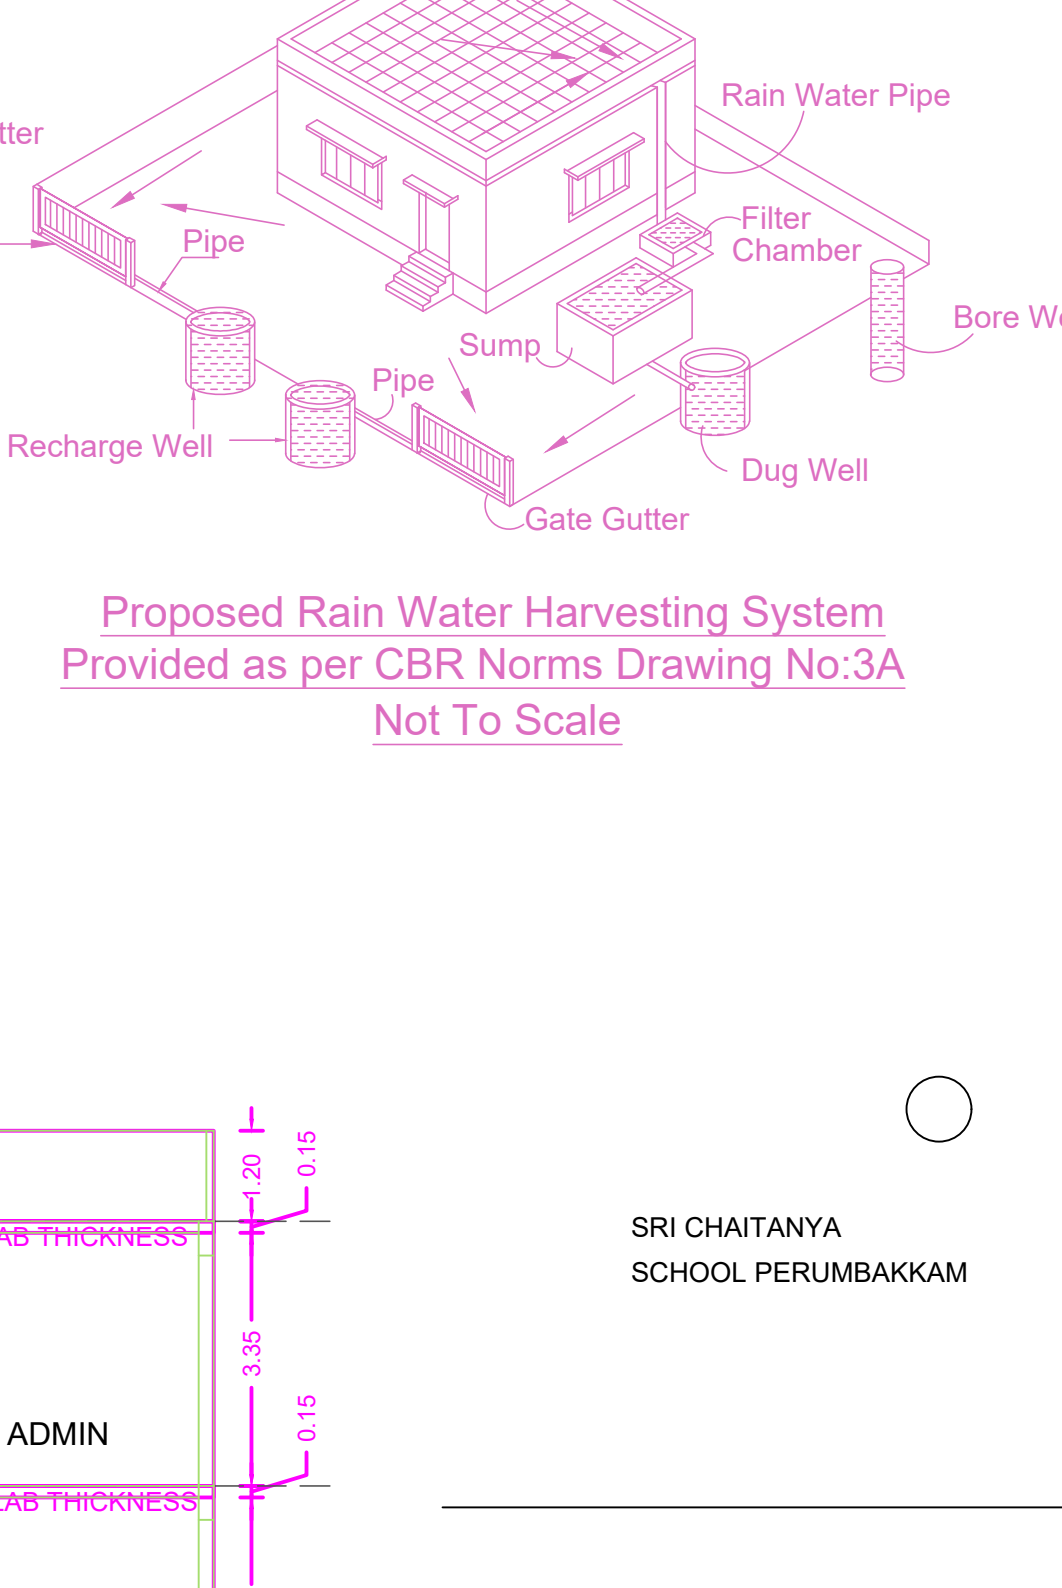 Rain Water Pipe
Filter
Chamber
Pipe
Sump
Pipe
Recharge Well
Dug Well
Bore
Gate Gutter
Proposed Rain Water Harvesting System
Provided as per CBR Norms Drawing No:3A
Not To Scale
1.20
0.15
THICKNESS
SRI CHAITANYA
SCHOOL PERUMBAKKAM
3.35
0.15
ADMIN
THICKNESS